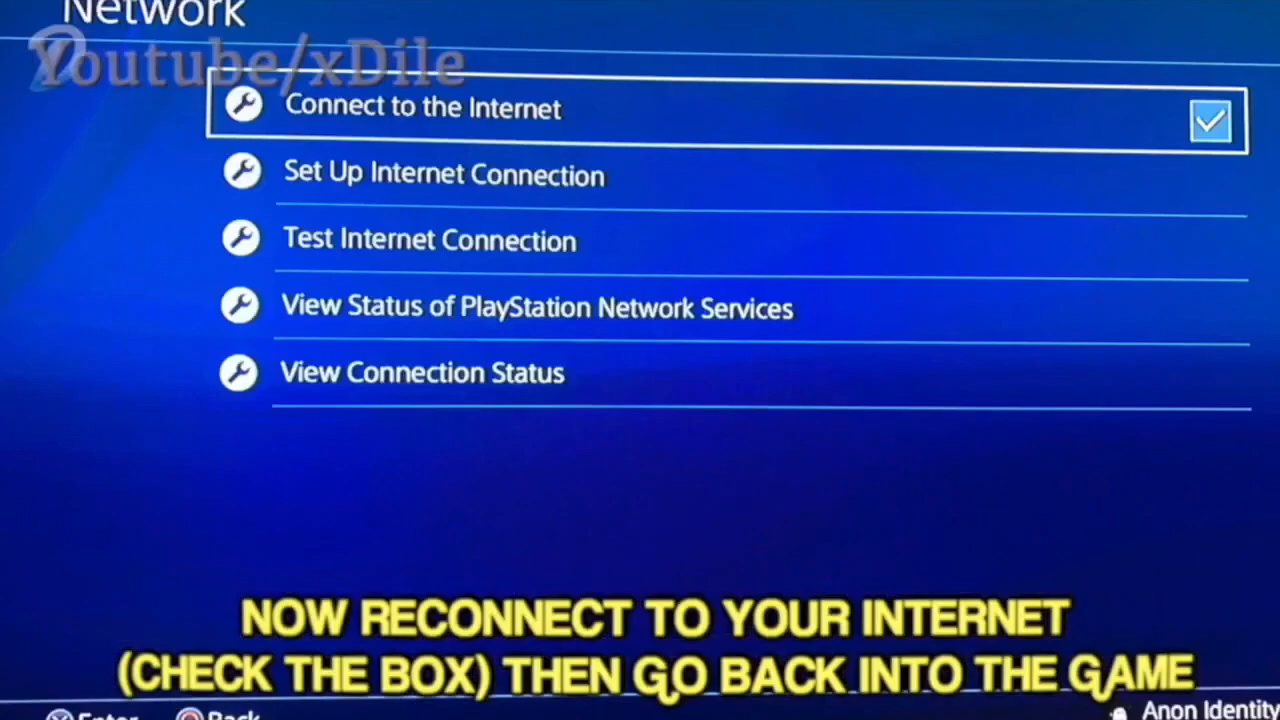 Network
Youtube/xDile
Connect to the Internet
Set Up Internet Connection
Test Internet Connection
View Status of PlayStation Network Services
View Connection Status
NOW RECONNECT TO YOUR INTERNET
(CHECK THE BOX) THEN GO BACK INTO THE GAME
Enter Back
Anon Identity